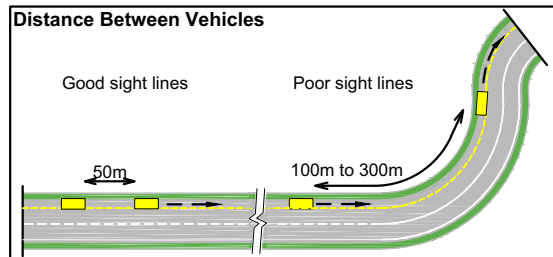 Distance Between Vehicles
Good sight lines
Poor sight lines
50m
100m to 300m